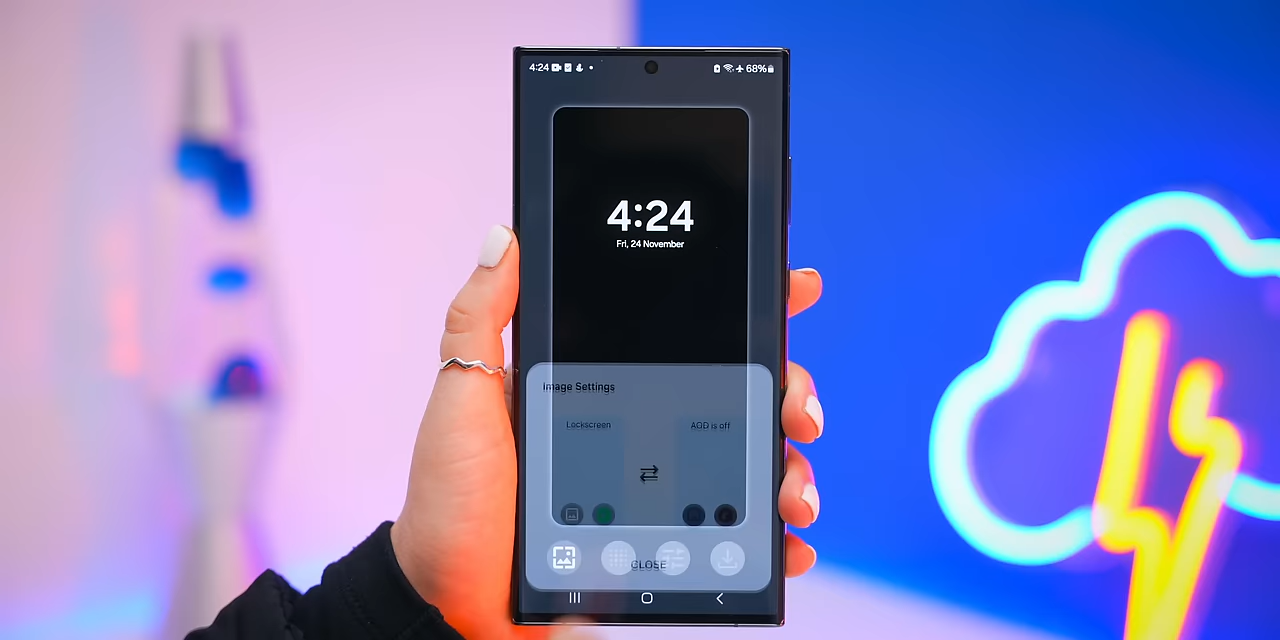 4:24
68%
4:24
Fri, 24 November
Image Settings
Lockscreen
AOD is off
CLOSE